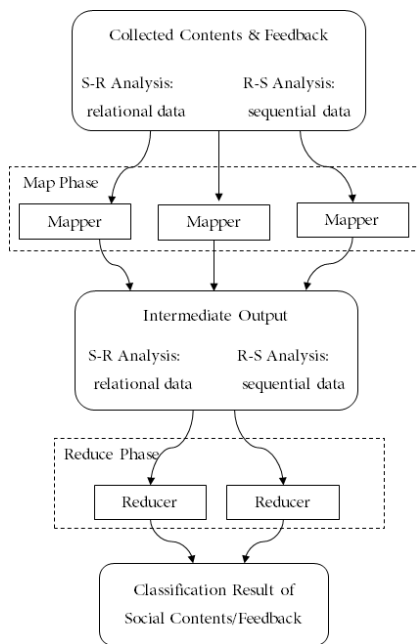 Collected Contents & Feedback
S-R Analysis: R-S Analysis:
relational data sequential data
Map Phase
Mapper Mapper Mapper
Intermediate Output
S-R Analysis: R-S Analysis:
relational data sequential data
Reduce Phase
Reducer Reducer
Classification Result of
Social Contents/Feedback